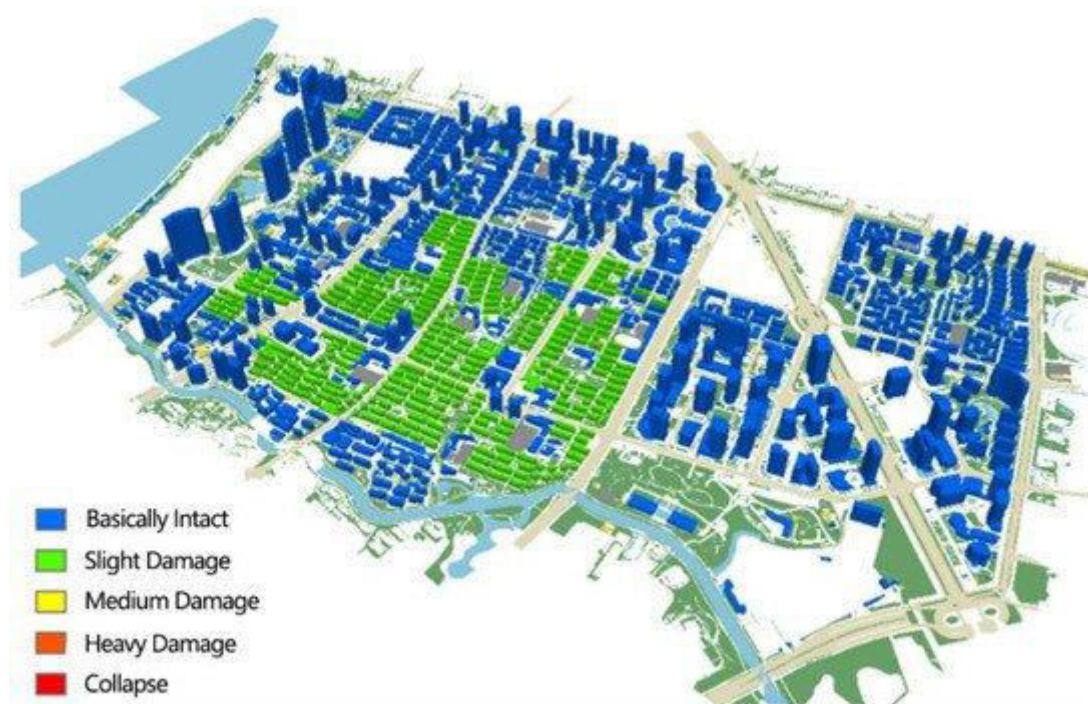 Basically Intact
Slight Damage
Medium Damage
Heavy Damage
Collapse